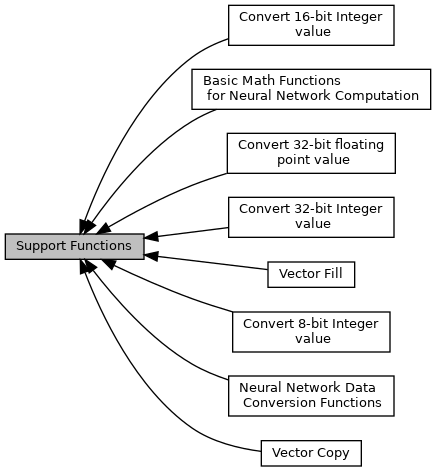 Convert 16-bit Integer
value
Basic Math Functions
for Neural Network Computation
Convert 32-bit floating
point value
Convert 32-bit Integer
value
Support Functions
Vector Fill
Convert 8-bit Integer
value
Neural Network Data
Conversion Functions
Vector Copy